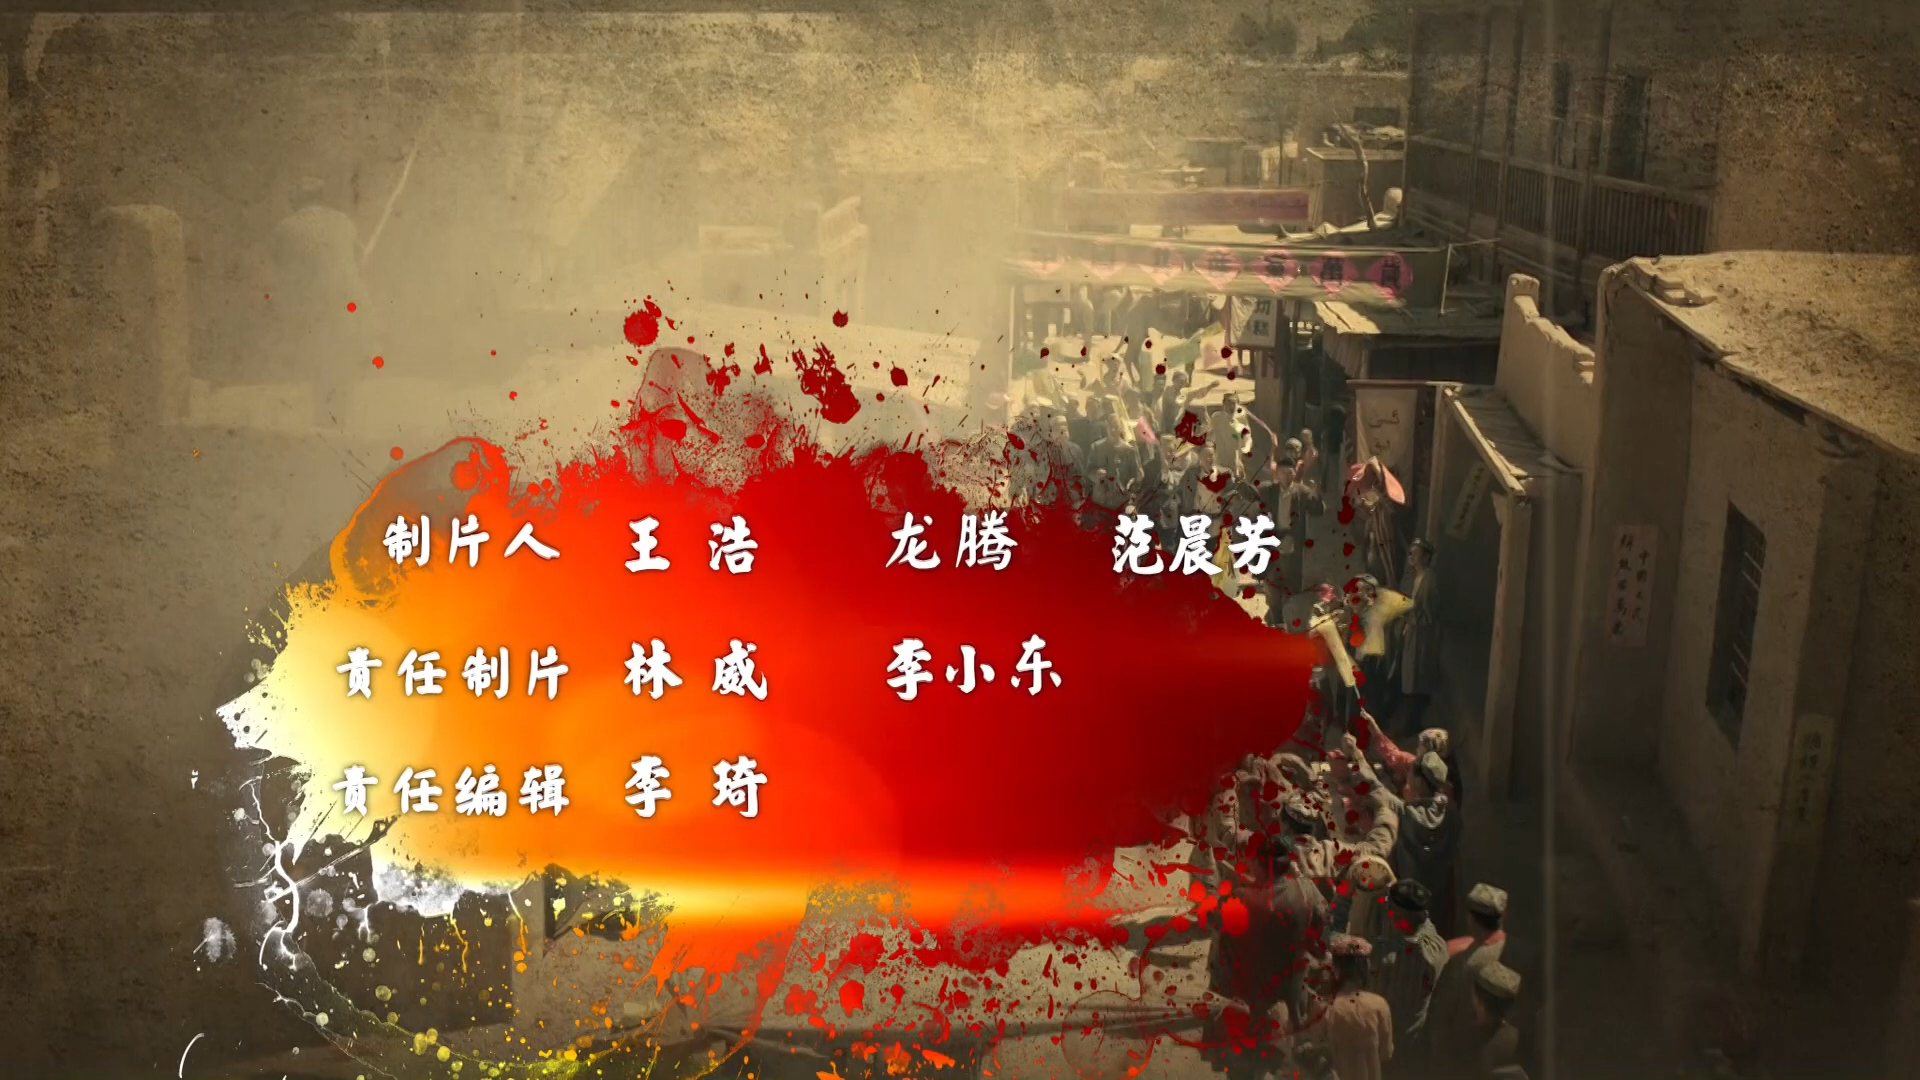 制片人 王 浩 龙腾 范晨芳
责任制片 林 威 李小东
责任编辑 李 琦